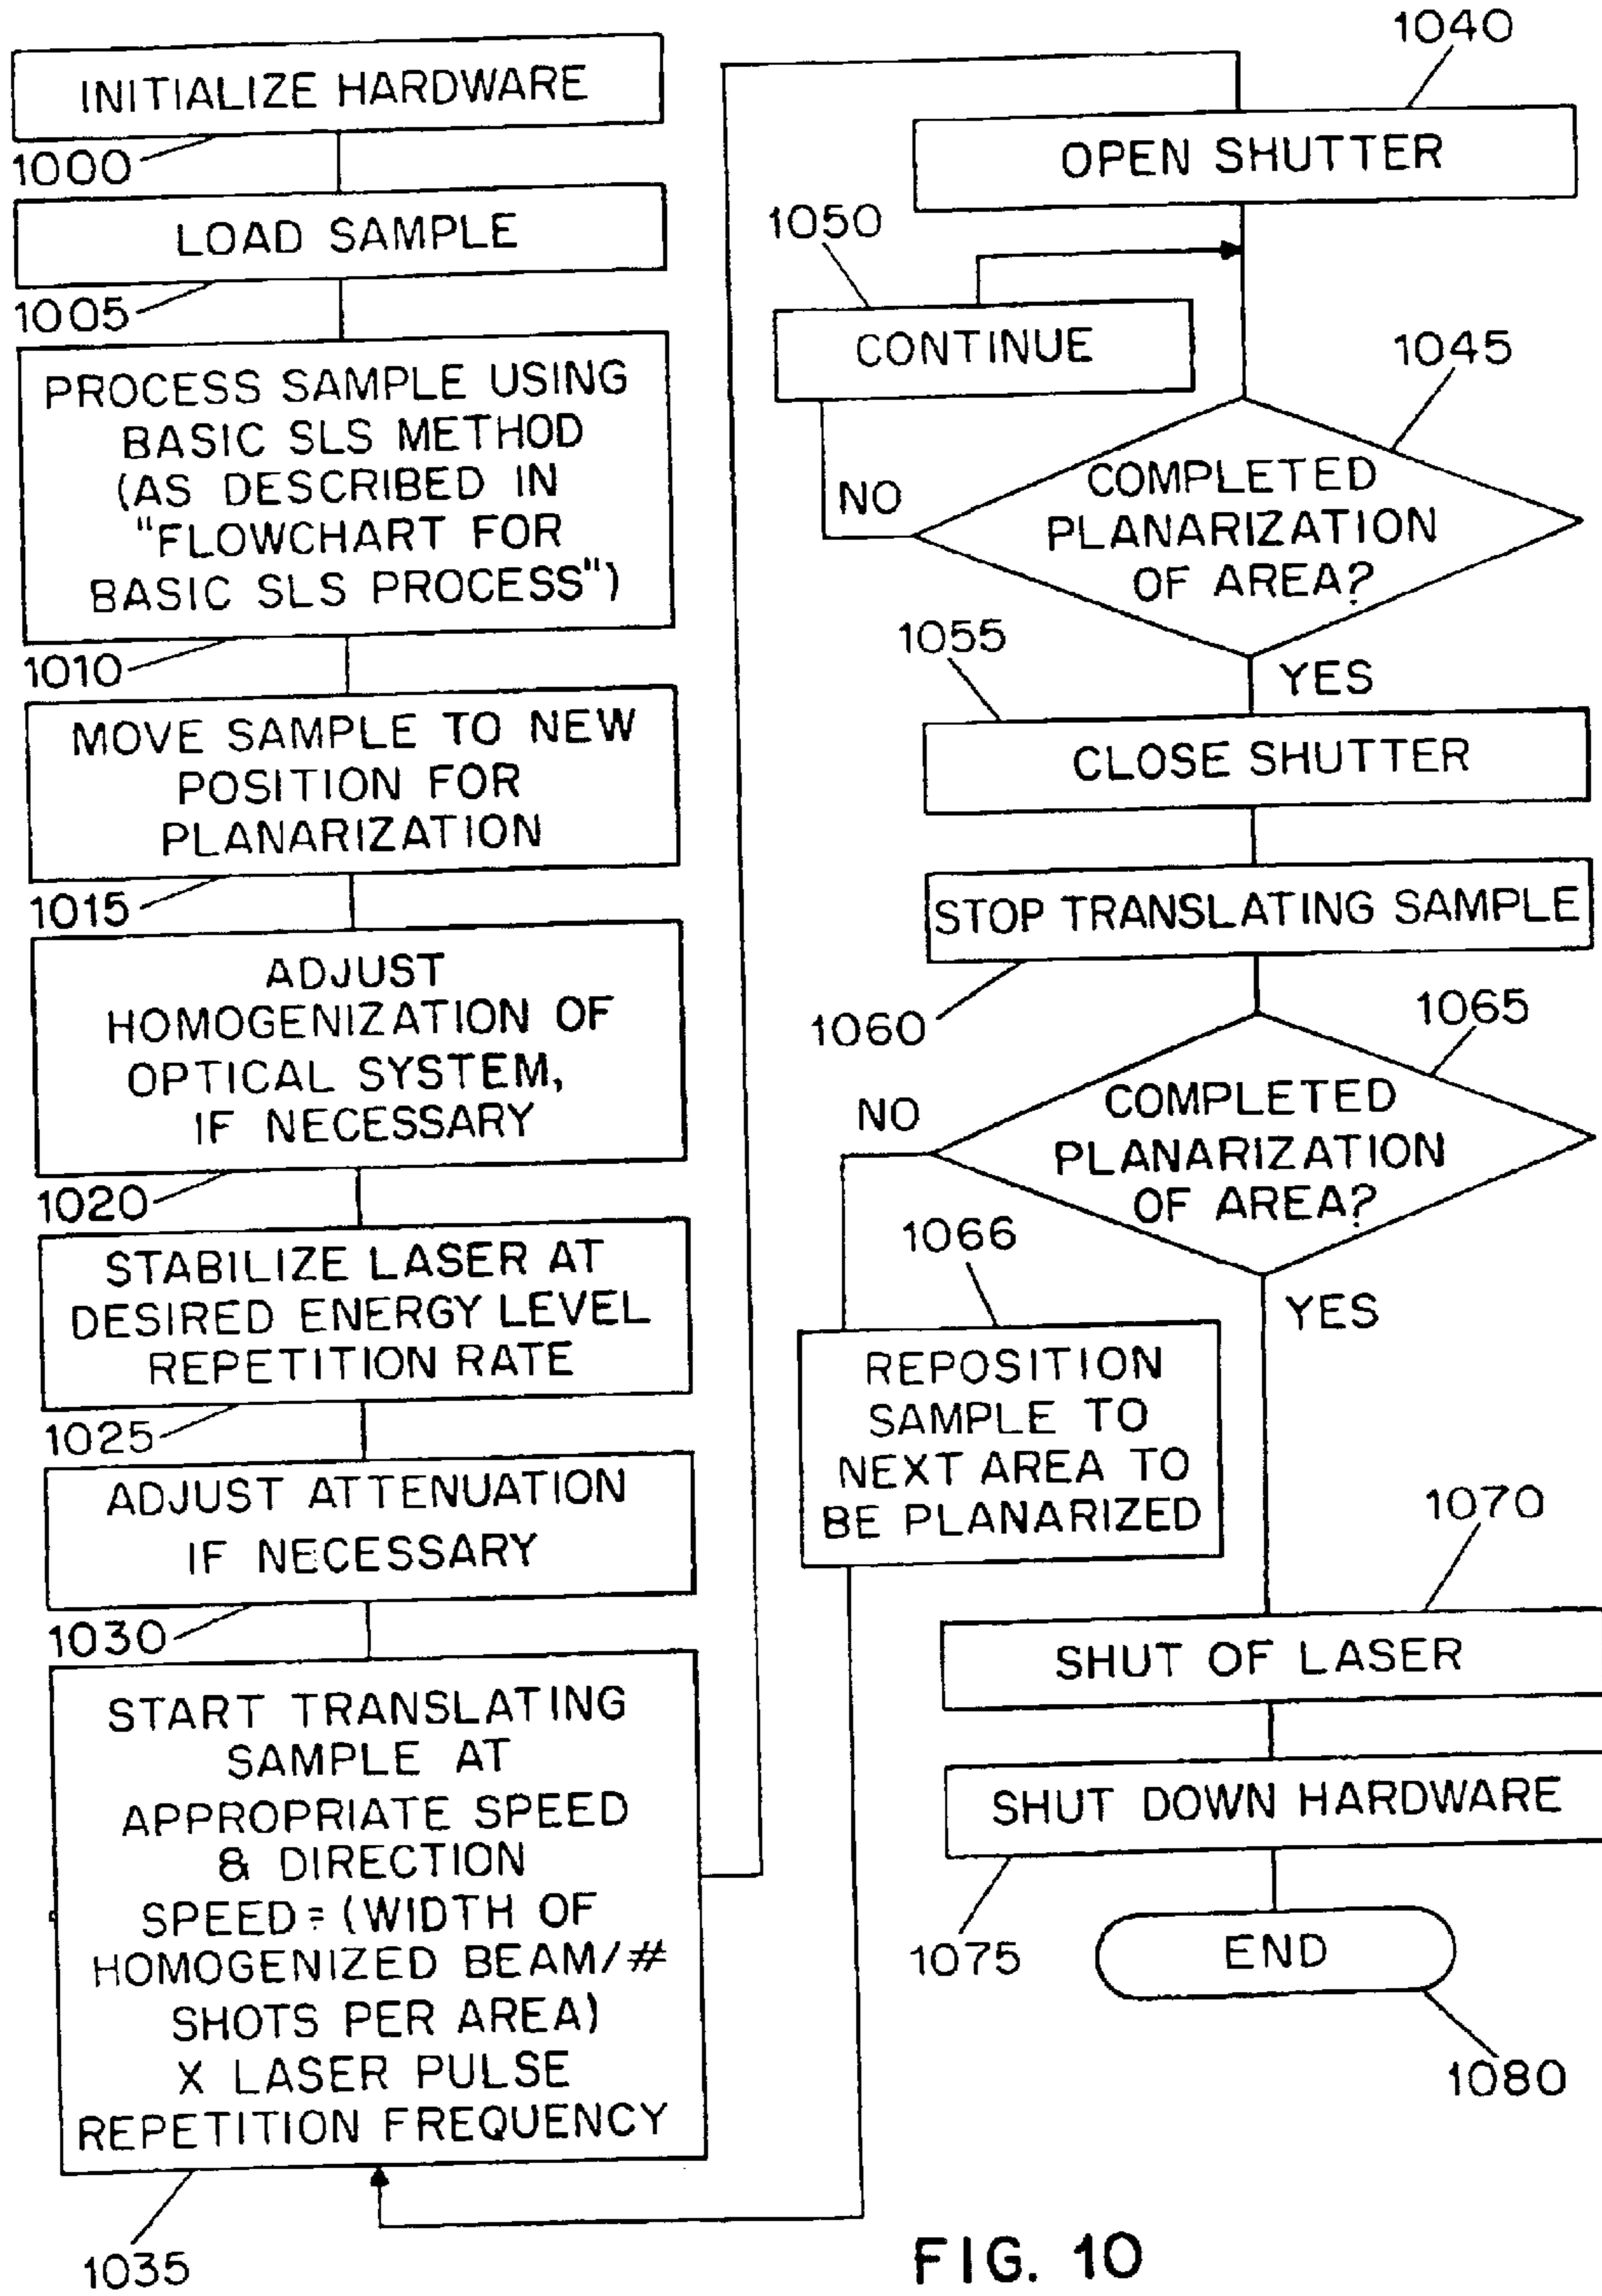 INITIALIZE HARDWARE
1000
LOAD SAMPLE
1005
PROCESS SAMPLE USING
BASIC SLS METHOD
(AS DESCRIBED IN
"FLOWCHART FOR
BASIC SLS PROCESS")
1010
MOVE SAMPLE TO NEW
POSITION FOR
PLANARIZATION
1015
ADJUST
HOMOGENIZATION OF
OPTICAL SYSTEM,
IF NECESSARY
1020
STABILIZE LASER AT
DESIRED ENERGY LEVEL
REPETITION RATE
1025
ADJUST ATTENUATION
IF NECESSARY
1030
START TRANSLATING
SAMPLE AT
APPROPRIATE SPEED
& DIRECTION
SPEED = (WIDTH OF
HOMOGENIZED BEAM/#
SHOTS PER AREA)
X LASER PULSE
REPETITION FREQUENCY
1035
1040
OPEN SHUTTER
1050
CONTINUE
1045
COMPLETED
PLANARIZATION
OF AREA?
NO
YES
1055
CLOSE SHUTTER
STOP TRANSLATING SAMPLE
1060
1065
COMPLETED
PLANARIZATION
OF AREA?
NO
YES
1066
REPOSITION
SAMPLE TO
NEXT AREA TO
BE PLANARIZED
1070
SHUT OF LASER
SHUT DOWN HARDWARE
1075
END
1080
FIG. 10